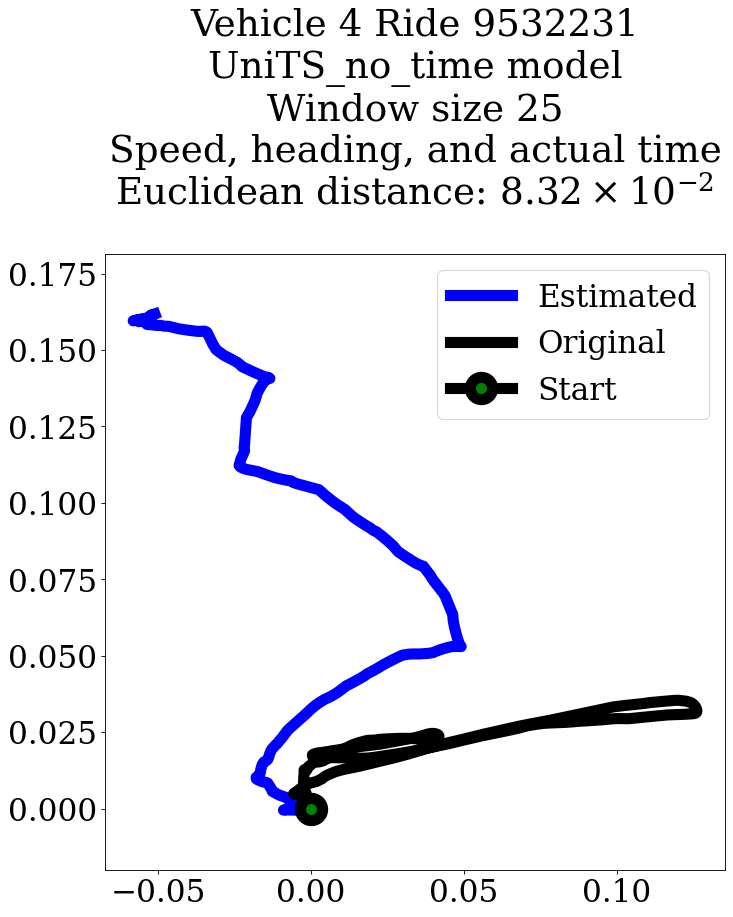 Vehicle 4 Ride 9532231
UniTS_no_time model
Window size 25
Speed, heading, and actual time
Euclidean distance: 8.32 × 10⁻²
Estimated
Original
Start
0.175
0.150
0.125
0.100
0.075
0.050
0.025
0.000
−0.05 0.00 0.05 0.10